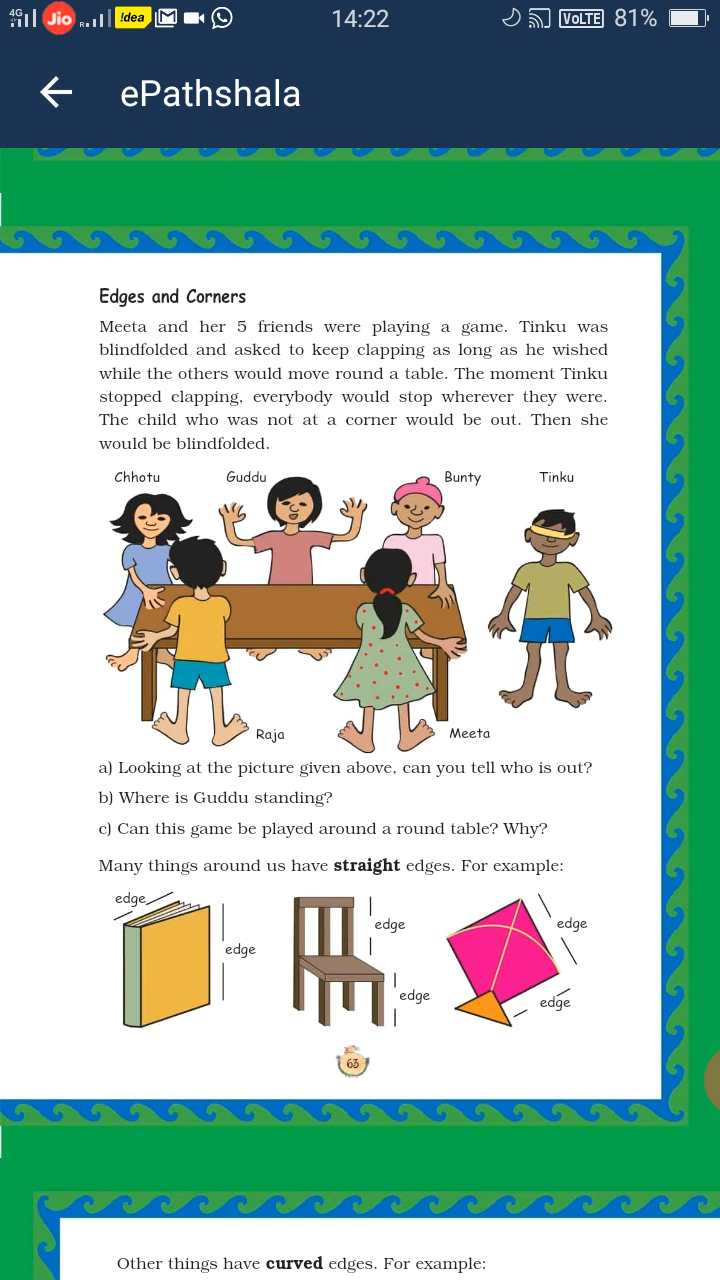 4G Jio R !dea 14:22 VoLTE 81%
ePathshala
Edges and Corners
Meeta and her 5 friends were playing a game. Tinku was
blindfolded and asked to keep clapping as long as he wished
while the others would move round a table. The moment Tinku
stopped clapping, everybody would stop wherever they were.
The child who was not at a corner would be out. Then she
would be blindfolded.
Chhotu Guddu Bunty Tinku
Raja Meeta
a) Looking at the picture given above, can you tell who is out?
b) Where is Guddu standing?
c) Can this game be played around a round table? Why?
Many things around us have straight edges. For example:
edge
edge
edge
edge
edge
edge
63
Other things have curved edges. For example: